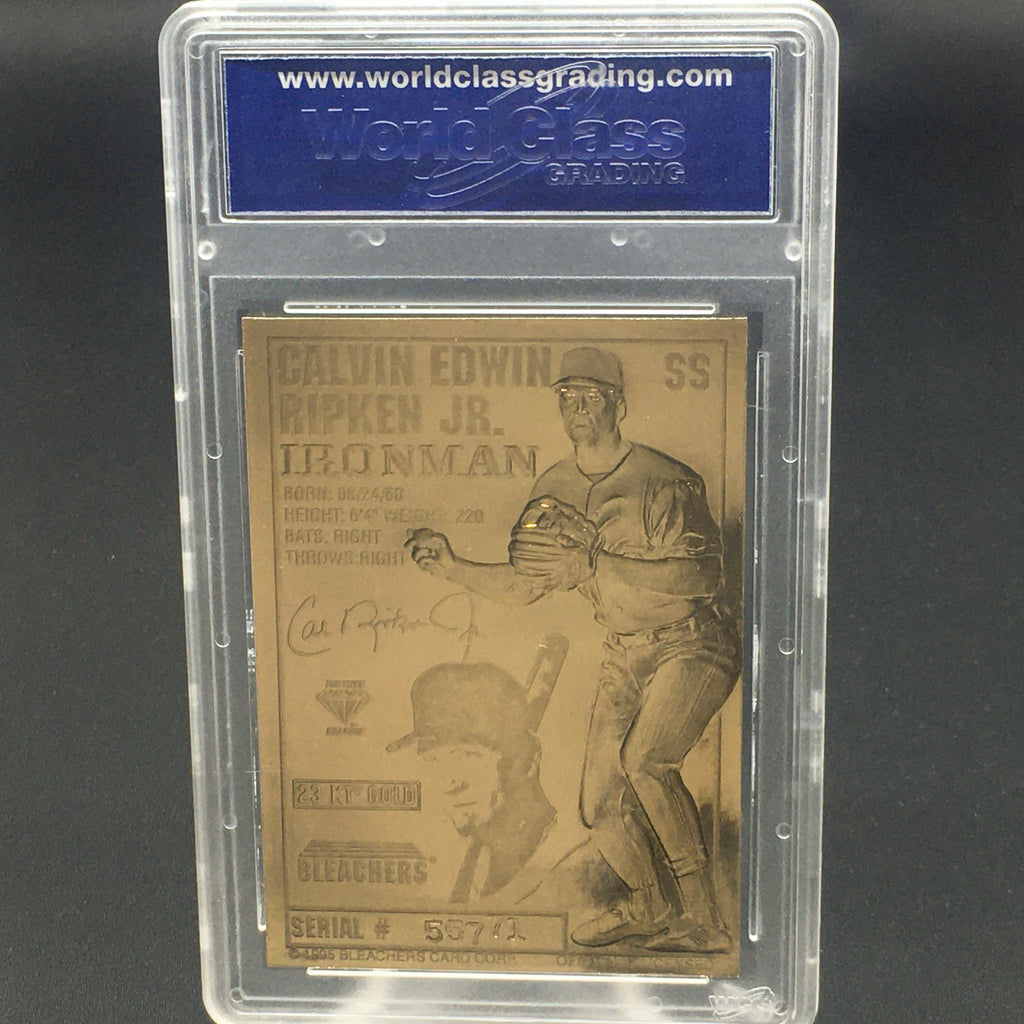 www.worldclassgrading.com
World Class
GRADING
CALVIN EDWIN
RIPKEN JR.
SS
IRONMAN
BORN: 08/24/60
HEIGHT: 6'4" WEIGHT: 220
BATS: RIGHT
THROWS RIGHT
Cal Ripken Jr
23 KT GOLD
BLEACHERS
SERIAL #
© 1995 BLEACHERS CARD CORP.